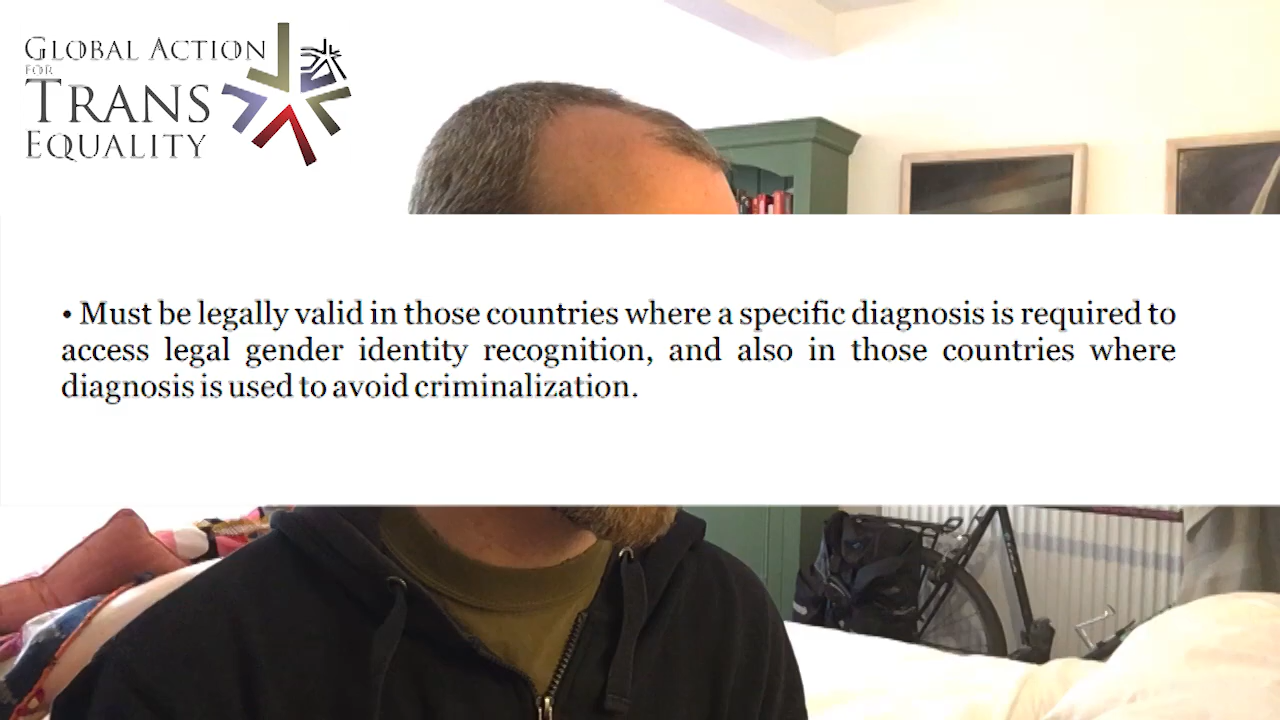 GLOBAL ACTION
FOR
TRANS
EQUALITY
• Must be legally valid in those countries where a specific diagnosis is required to
access legal gender identity recognition, and also in those countries where
diagnosis is used to avoid criminalization.